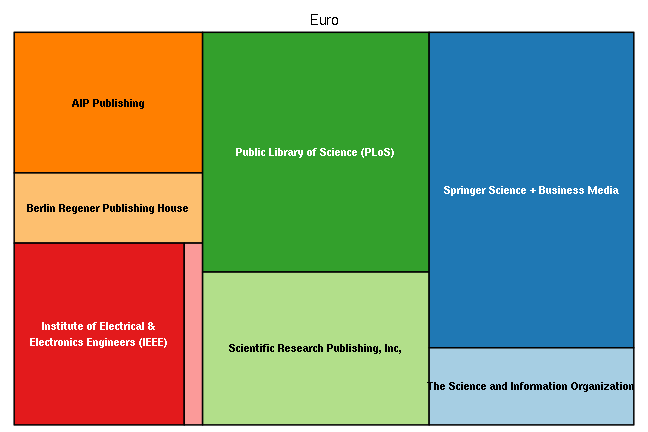 Euro
AIP Publishing
Public Library of Science (PLoS)
Springer Science + Business Media
Berlin Regener Publishing House
Institute of Electrical &
Electronics Engineers (IEEE)
Scientific Research Publishing, Inc,
The Science and Information Organization